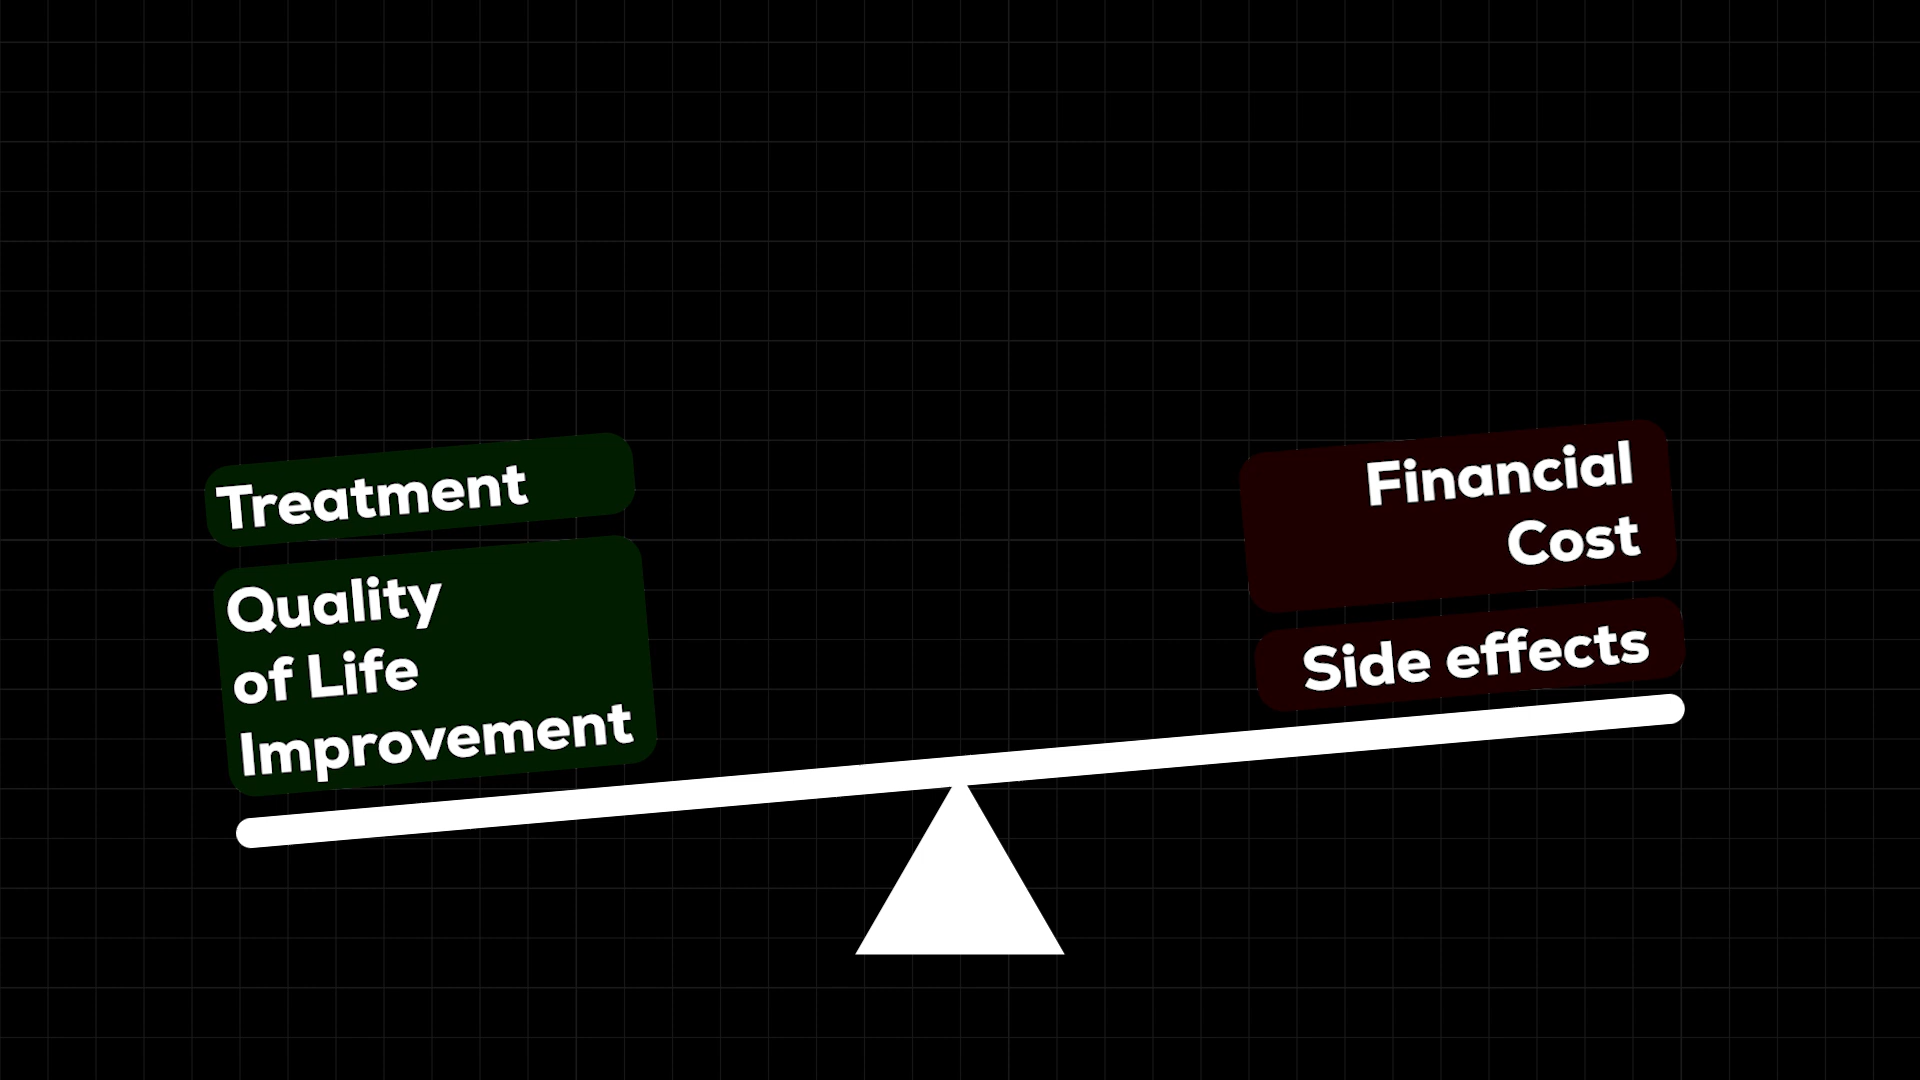 Treatment
Quality
of Life
Improvement
Financial
Cost
Side effects